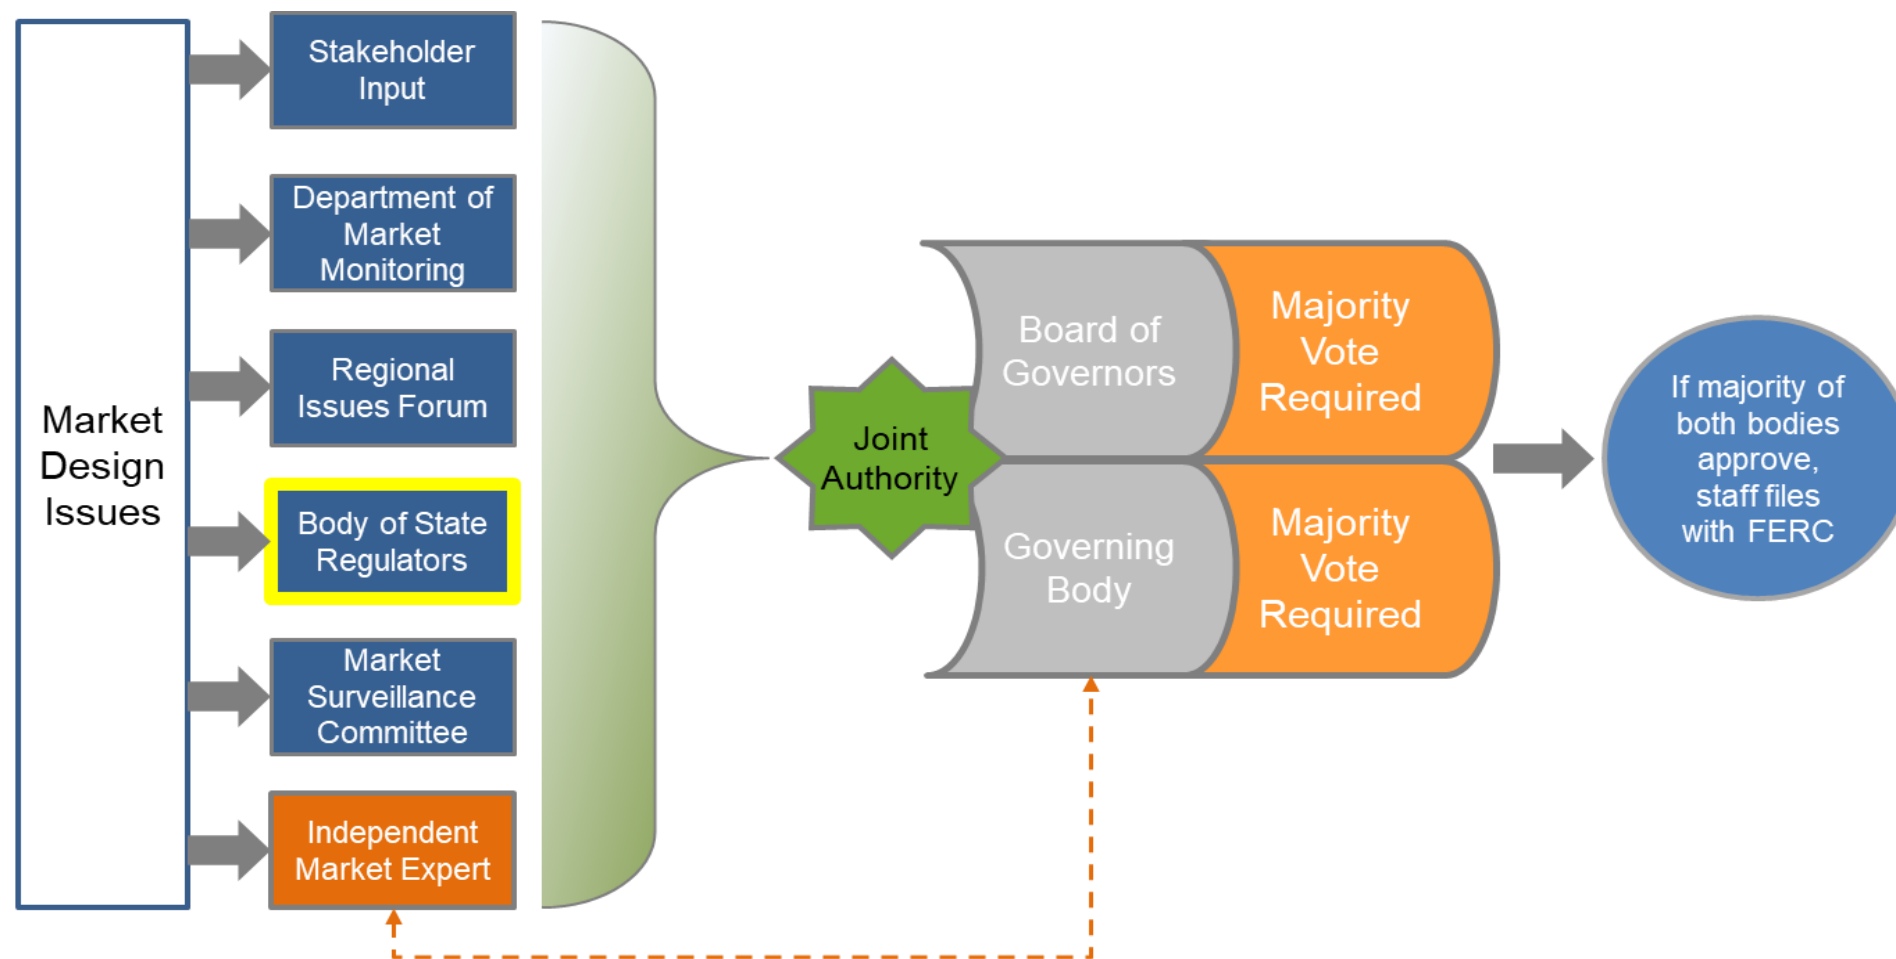 Market
Design
Issues
Stakeholder
Input
Department of
Market
Monitoring
Regional
Issues Forum
Body of State
Regulators
Market
Surveillance
Committee
Independent
Market Expert
Joint
Authority
Board of
Governors
Majority
Vote
Required
Governing
Body
Majority
Vote
Required
If majority of
both bodies
approve,
staff files
with FERC